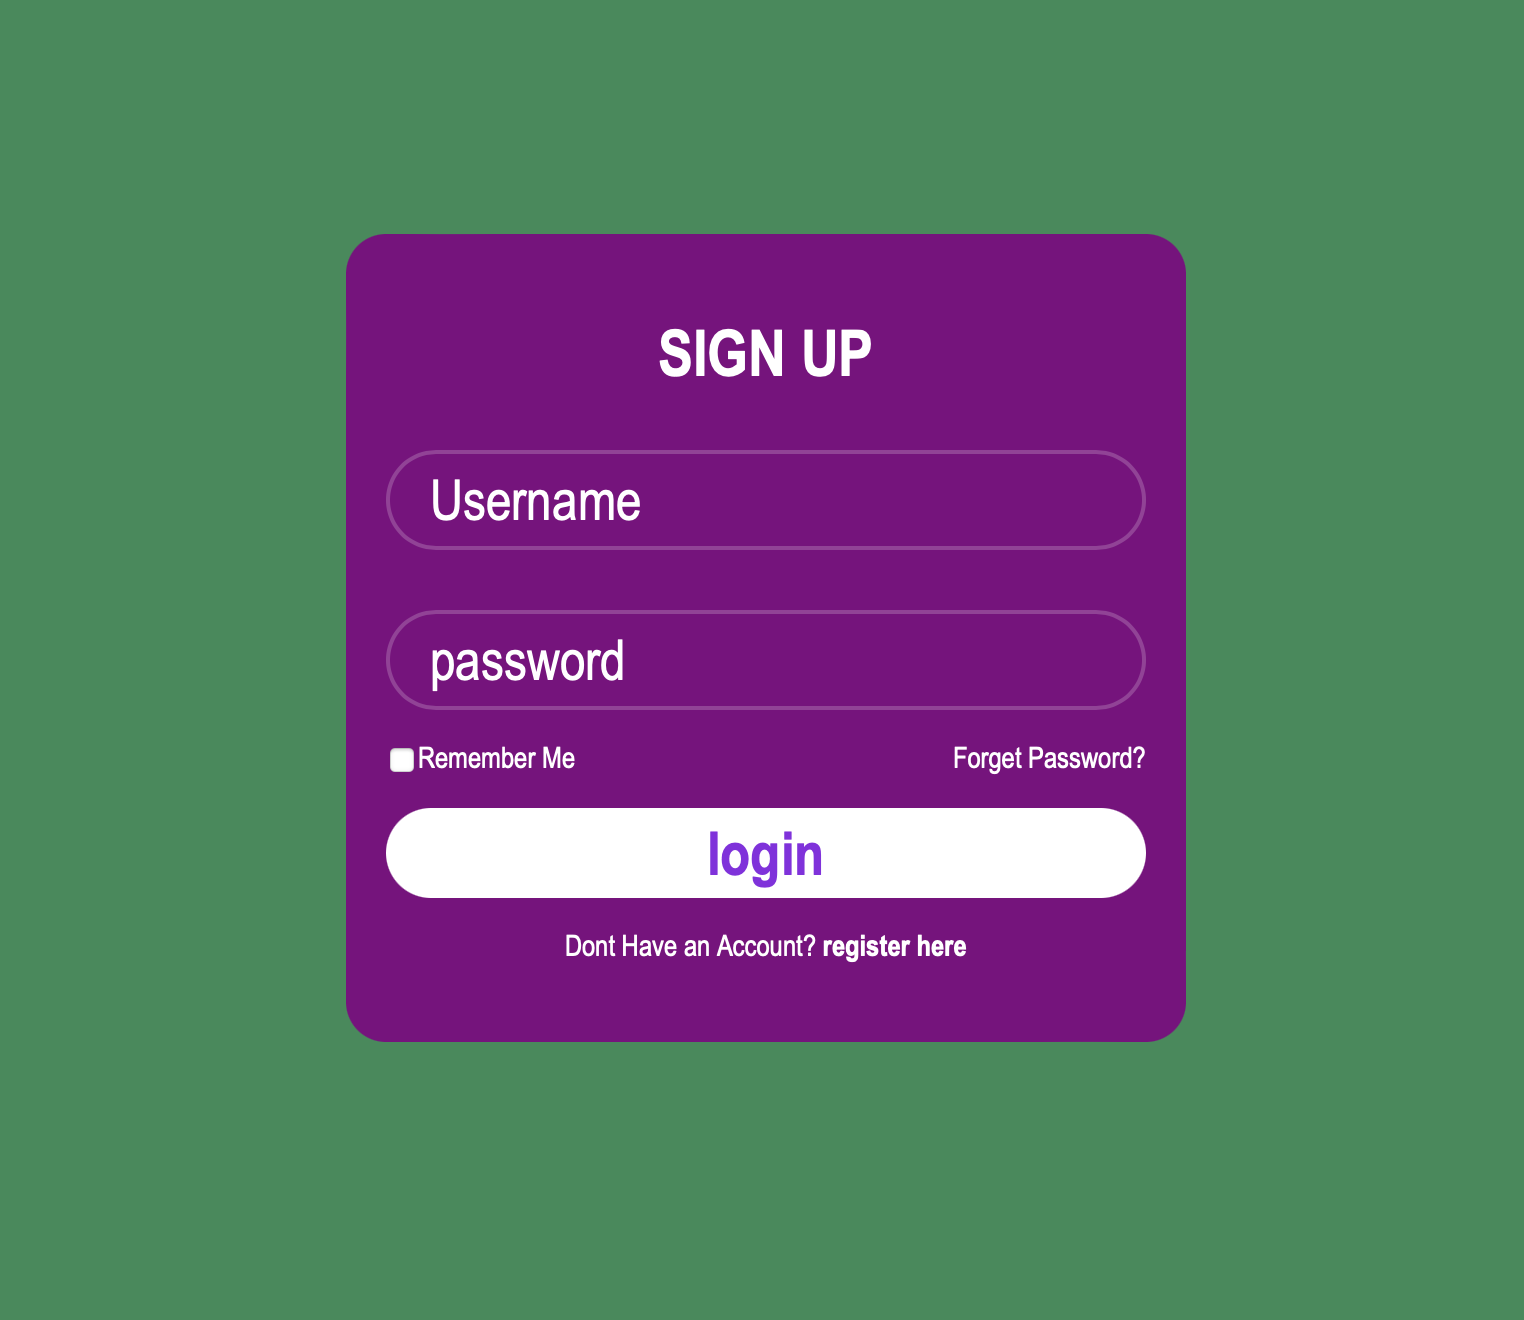 SIGN UP
Username
password
Remember Me Forget Password?
login
Dont Have an Account? register here